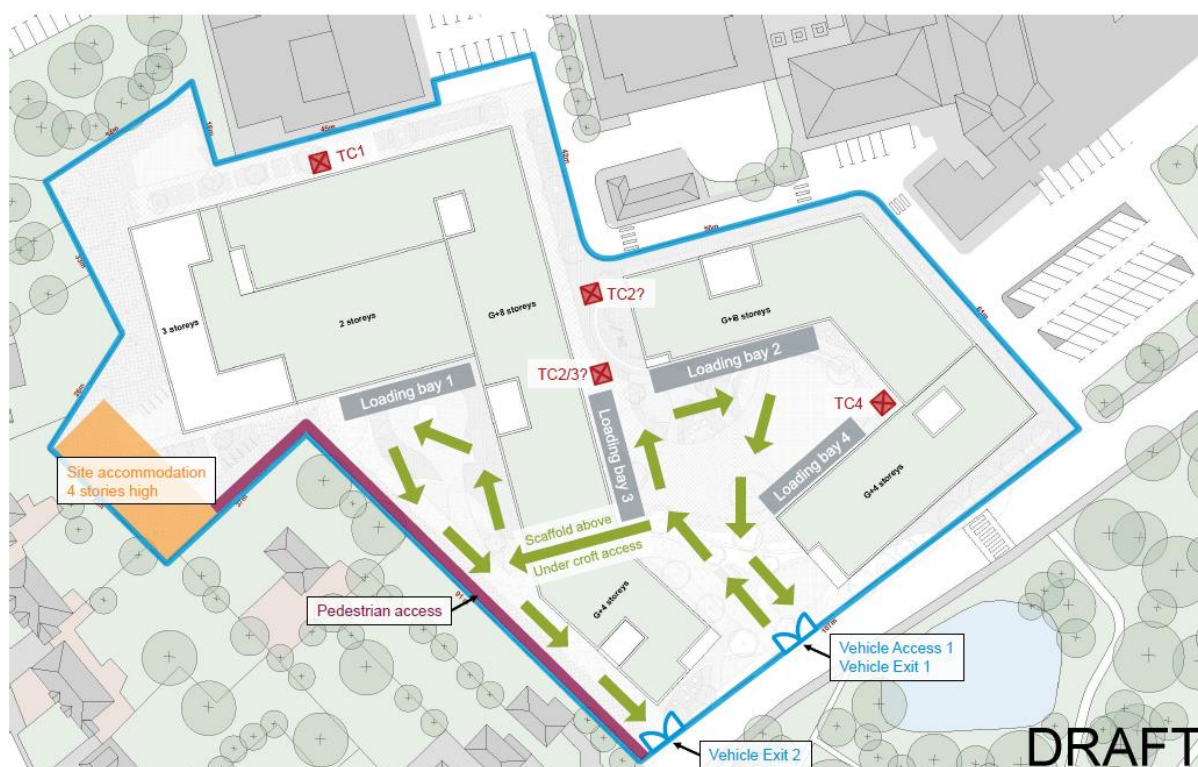 TC1
TC2?
TC2/3?
TC4
3 storeys
2 storeys
G+8 storeys
Loading bay 1
Loading bay 2
Loading bay 3
Loading bay 4
G+4 storeys
Site accommodation
4 stories high
Scaffold above
Under croft access
G+4 storeys
Pedestrian access
Vehicle Access 1
Vehicle Exit 1
Vehicle Exit 2
45m
107m
DRAFT